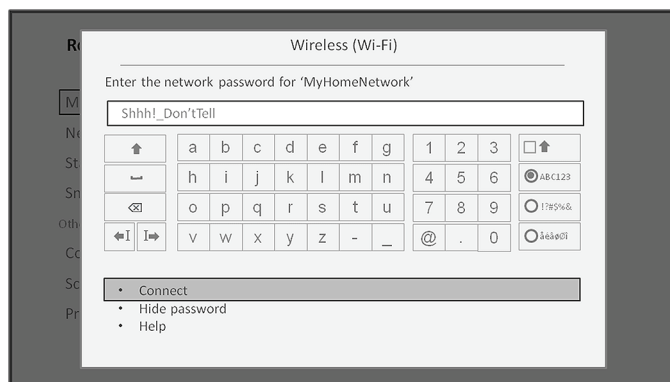 Wireless (Wi-Fi)
Enter the network password for ‘MyHomeNetwork’
Shhh!_Don’tTell
a b c d e f g 1 2 3
h i j k l m n 4 5 6 ABC123
o p q r s t u 7 8 9 !?#$%&
v w x y z - _ @ . 0 åéåøØî
• Connect
• Hide password
• Help